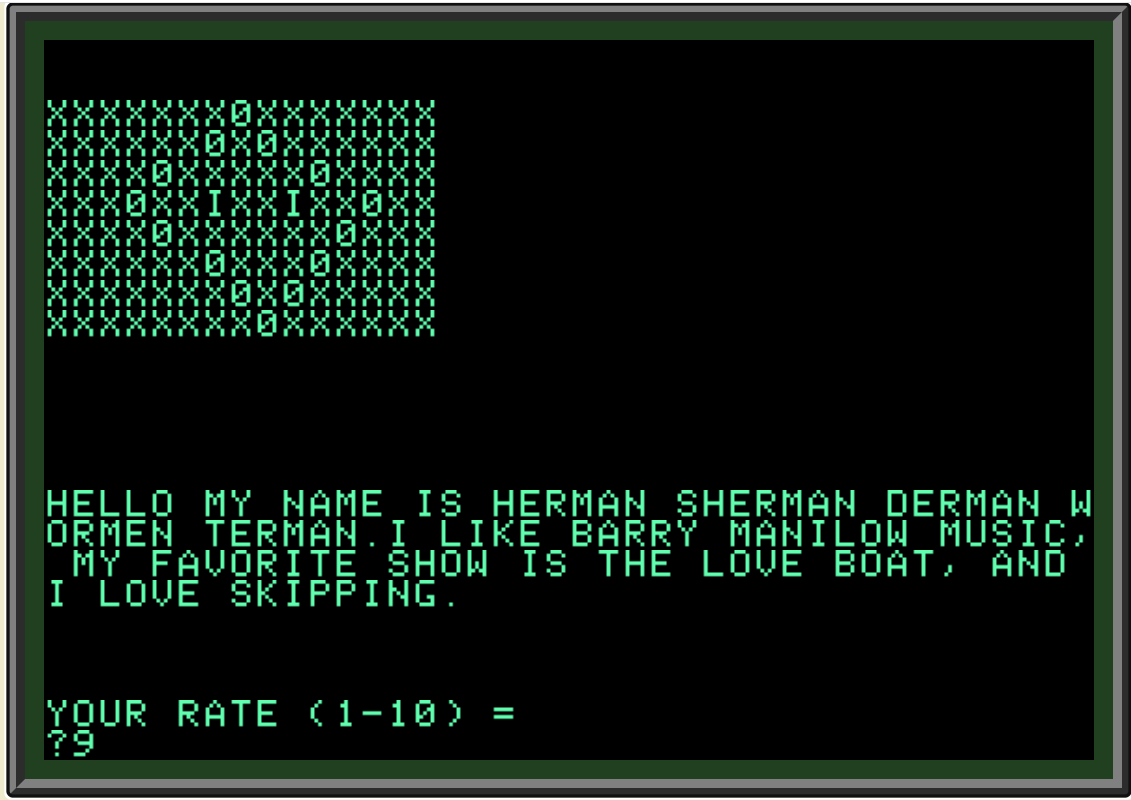 XXXXXXX0XXXXXXX
XXXXXX0X0XXXXXX
XXXX0XXXXX0XXXX
XXX0XXIXXIXX0XX
XXXX0XXXXXX0XXX
XXXXXX0XXX0XXXX
XXXXXXX0X0XXXXX
XXXXXXXX0XXXXXX
HELLO MY NAME IS HERMAN SHERMAN DERMAN W
ORMEN TERMAN.I LIKE BARRY MANILOW MUSIC,
 MY FAVORITE SHOW IS THE LOVE BOAT, AND
I LOVE SKIPPING.
YOUR RATE (1-10) =
?9